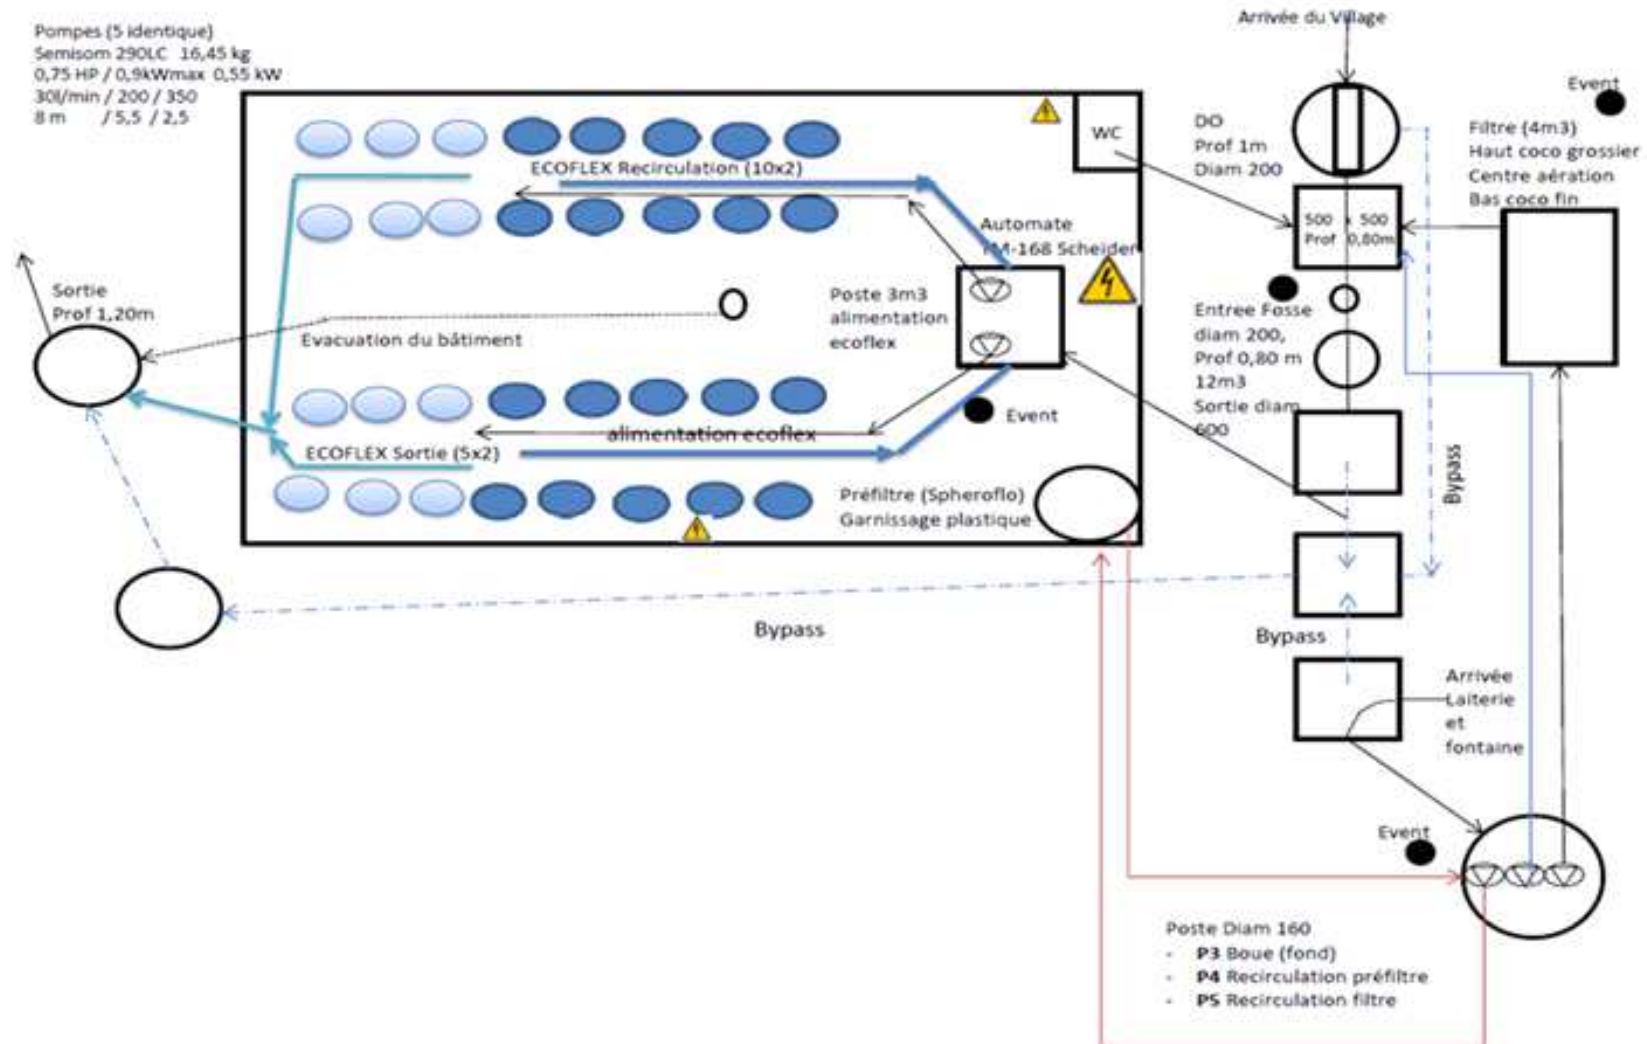 Pompes (5 identique)
Semisom 290LC 16,45 kg
0,75 HP / 0,9kWmax 0,55 kW
30l/min / 200 / 350
8 m / 5,5 / 2,5
Arrivée du Village
Event
WC
DO
Prof 1m
Diam 200
Filtre (4m3)
Haut coco grossier
Centre aération
Bas coco fin
ECOFLEX Recirculation (10x2)
500 x 500
Prof 0,80m
Automate
M-168 Scheider
Sortie
Prof 1,20m
Poste 3m3
alimentation
ecoflex
Evacuation du bâtiment
Entree Fosse
diam 200,
Prof 0,80 m
12m3
Sortie diam
600
Event
alimentation ecoflex
ECOFLEX Sortie (5x2)
Bypass
Préfiltre (Spheroflo)
Garnissage plastique
Bypass
Bypass
Arrivée
Laiterie
et
fontaine
Event
Poste Diam 160
- P3 Boue (fond)
- P4 Recirculation préfiltre
- P5 Recirculation filtre